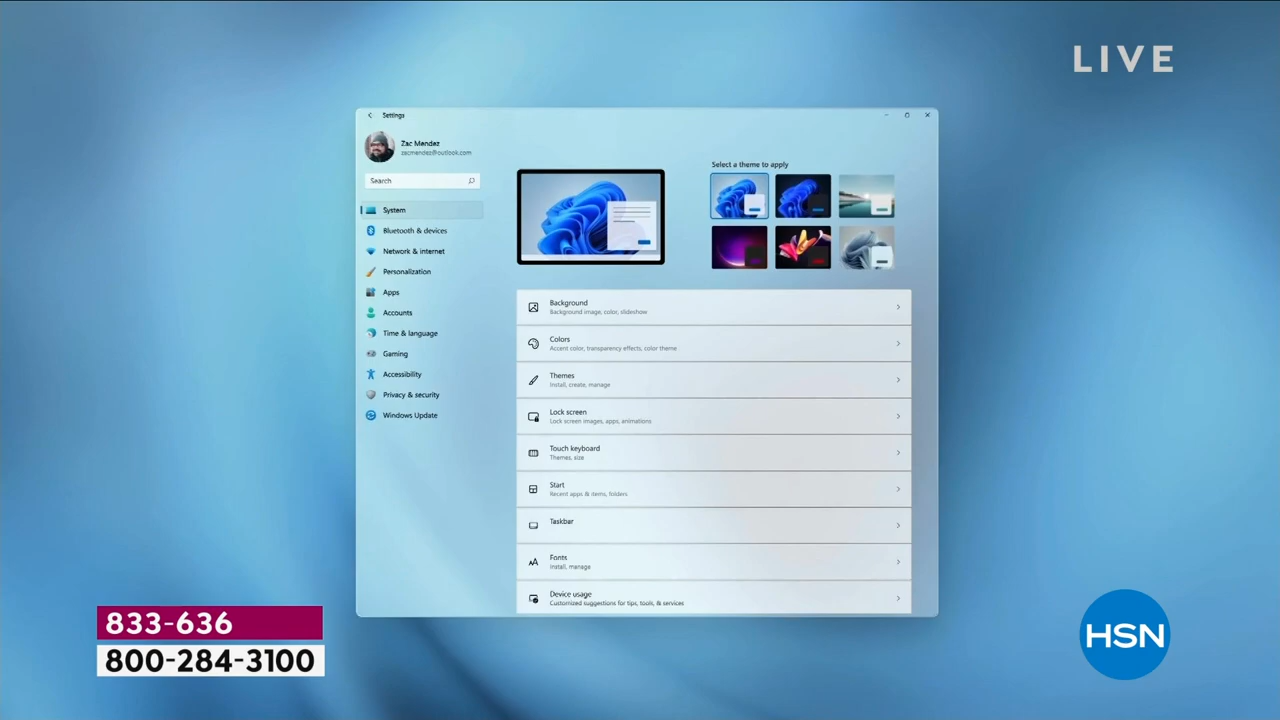 LIVE
Settings
Zac Mendez
zacmendez@outlook.com
Search
System
Bluetooth & devices
Network & internet
Personalization
Apps
Accounts
Time & language
Gaming
Accessibility
Privacy & security
Windows Update
Select a theme to apply
Background
Background image, color, slideshow
Colors
Accent color, transparency effects, color theme
Themes
Install, create, manage
Lock screen
Lock screen images, apps, animations
Touch keyboard
Themes, size
Start
Recent apps & items, folders
Taskbar
Fonts
Install, manage
Device usage
Customized suggestions for tips, tools, & services
833-636
800-284-3100
HSN